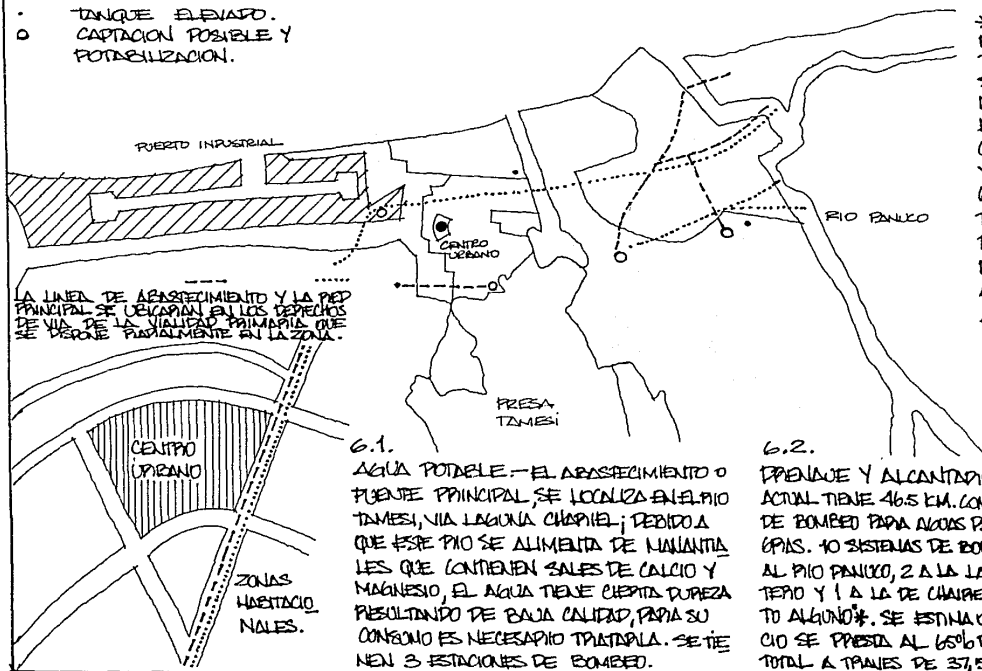 TANQUE ELEVADO.
CAPTACION POSIBLE Y
POTABILIZACION.
PUERTO INDUSTRIAL
CENTRO
URBANO
RIO PANUCO
LA LINEA DE ABASTECIMIENTO Y LA RED
PRINCIPAL SE UBICARAN EN LOS DERECHOS
DE VIA DE LA VIALIDAD PRIMARIA QUE
SE DISPONE RADIALMENTE EN LA ZONA.
PRESA
TAMESI
CENTRO
URBANO
ZONAS
HABITACIO
NALES.
6.1.
AGUA POTABLE.- EL ABASTECIMIENTO O
FUENTE PRINCIPAL, SE LOCALIZA EN EL RIO
TAMESI, VIA LAGUNA CHAIREL; DEBIDO A
QUE ESTE RIO SE ALIMENTA DE MANANTIA
LES QUE CONTIENEN SALES DE CALCIO Y
MAGNESIO, EL AGUA TIENE CIERTA DUREZA
RESULTANDO DE BAJA CALIDAD, PARA SU
CONSUMO ES NECESARIO TRATARLA. SE TIE
NEN 3 ESTACIONES DE BOMBEO.
6.2.
DRENAJE Y ALCANTARI
ACTUAL TIENE 46.5 KM. CON
DE BOMBEO PARA AGUAS
GRAS. 10 SISTEMAS DE BO
AL RIO PANUCO, 2 A LA LA
TERO Y 1 A LA DE CHAIRE
TO ALGUNO*. SE ESTIMA
CIO SE PRESTA AL 65%
TOTAL A TRAVES DE 37,5